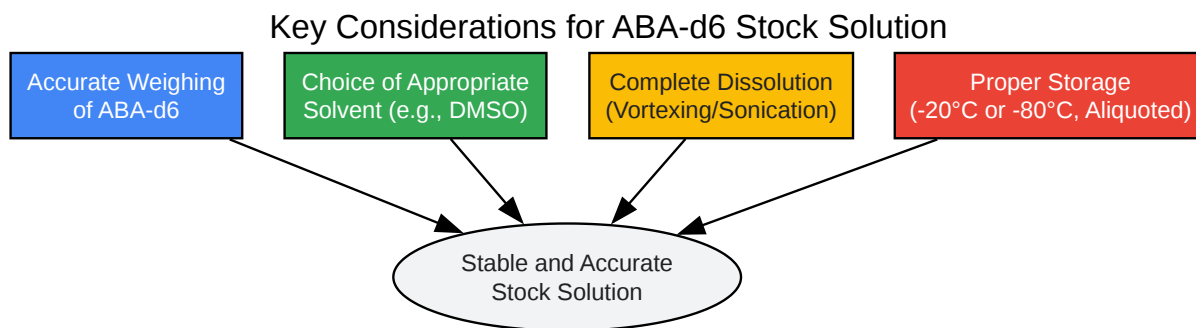 Key Considerations for ABA-d6 Stock Solution
Accurate Weighing
of ABA-d6
Choice of Appropriate
Solvent (e.g., DMSO)
Complete Dissolution
(Vortexing/Sonication)
Proper Storage
(-20°C or -80°C, Aliquoted)
Stable and Accurate
Stock Solution